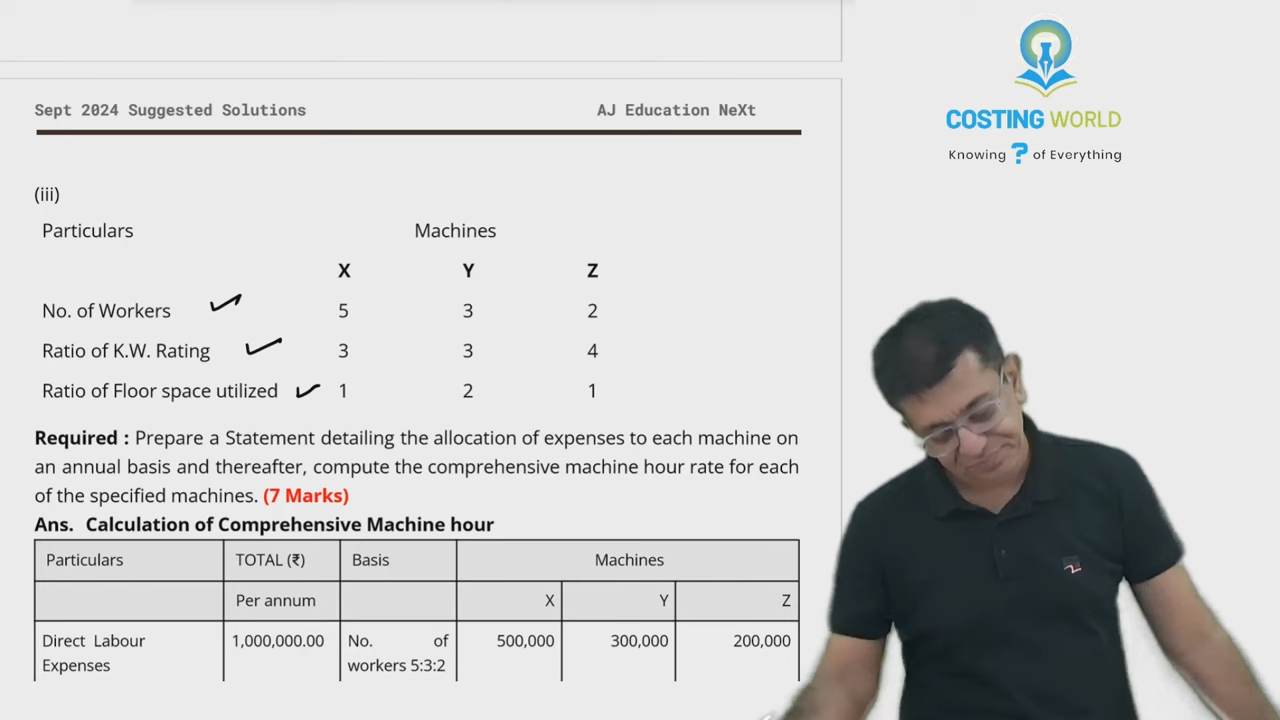 COSTING WORLD
Knowing ? of Everything
Sept 2024 Suggested Solutions AJ Education NeXt
(iii)
Particulars Machines
X Y Z
No. of Workers 5 3 2
Ratio of K.W. Rating 3 3 4
Ratio of Floor space utilized 1 2 1
Required : Prepare a Statement detailing the allocation of expenses to each machine on
an annual basis and thereafter, compute the comprehensive machine hour rate for each
of the specified machines. (7 Marks)
Ans. Calculation of Comprehensive Machine hour
Particulars TOTAL (₹) Basis Machines
Per annum X Y Z
Direct Labour 1,000,000.00 No. of 500,000 300,000 200,000
Expenses workers 5:3:2